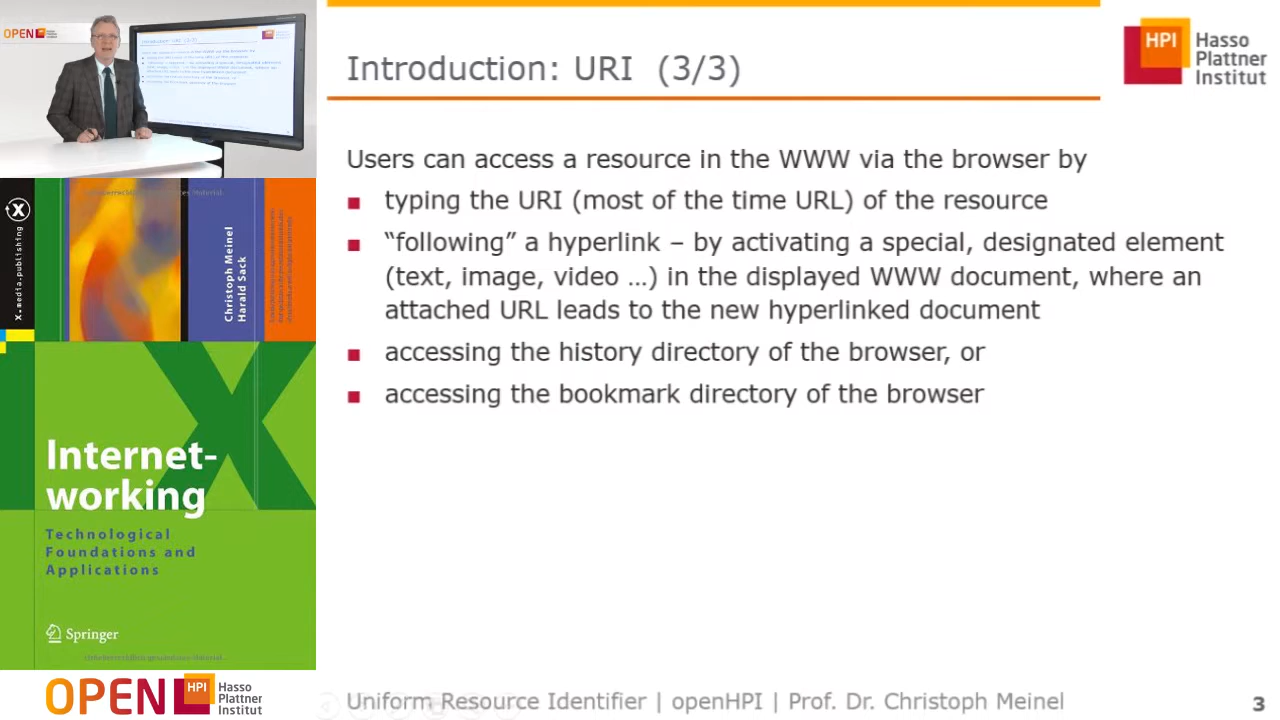 OPEN HPI
Introduction: URI (3/3)
HPI Hasso
Plattner
Institut
Users can access a resource in the WWW via the browser by
■ typing the URI (most of the time URL) of the resource
■ “following” a hyperlink – by activating a special, designated element
(text, image, video …) in the displayed WWW document, where an
attached URL leads to the new hyperlinked document
■ accessing the history directory of the browser, or
■ accessing the bookmark directory of the browser
X
x.media.publishing
Christoph Meinel
Harald Sack
Internet-
working
Technological
Foundations and
Applications
Springer
OPEN HPI Hasso
Plattner
Institut
Uniform Resource Identifier | openHPI | Prof. Dr. Christoph Meinel
3